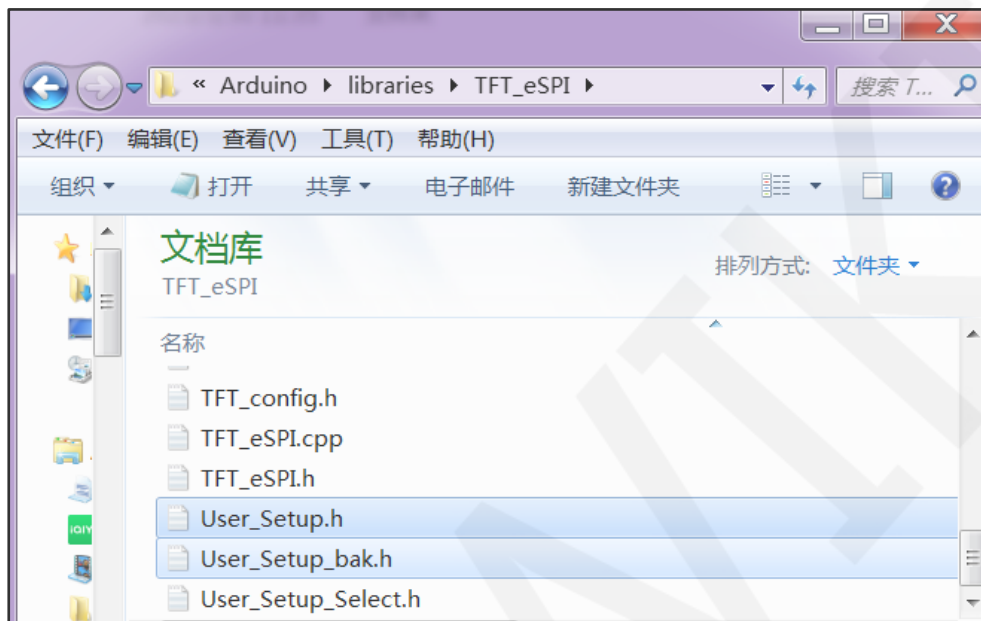 « Arduino ▸ libraries ▸ TFT_eSPI ▸ 搜索 T...
文件(F) 编辑(E) 查看(V) 工具(T) 帮助(H)
组织 打开 共享 电子邮件 新建文件夹
文档库
TFT_eSPI
排列方式: 文件夹
名称
TFT_config.h
TFT_eSPI.cpp
TFT_eSPI.h
User_Setup.h
User_Setup_bak.h
User_Setup_Select.h